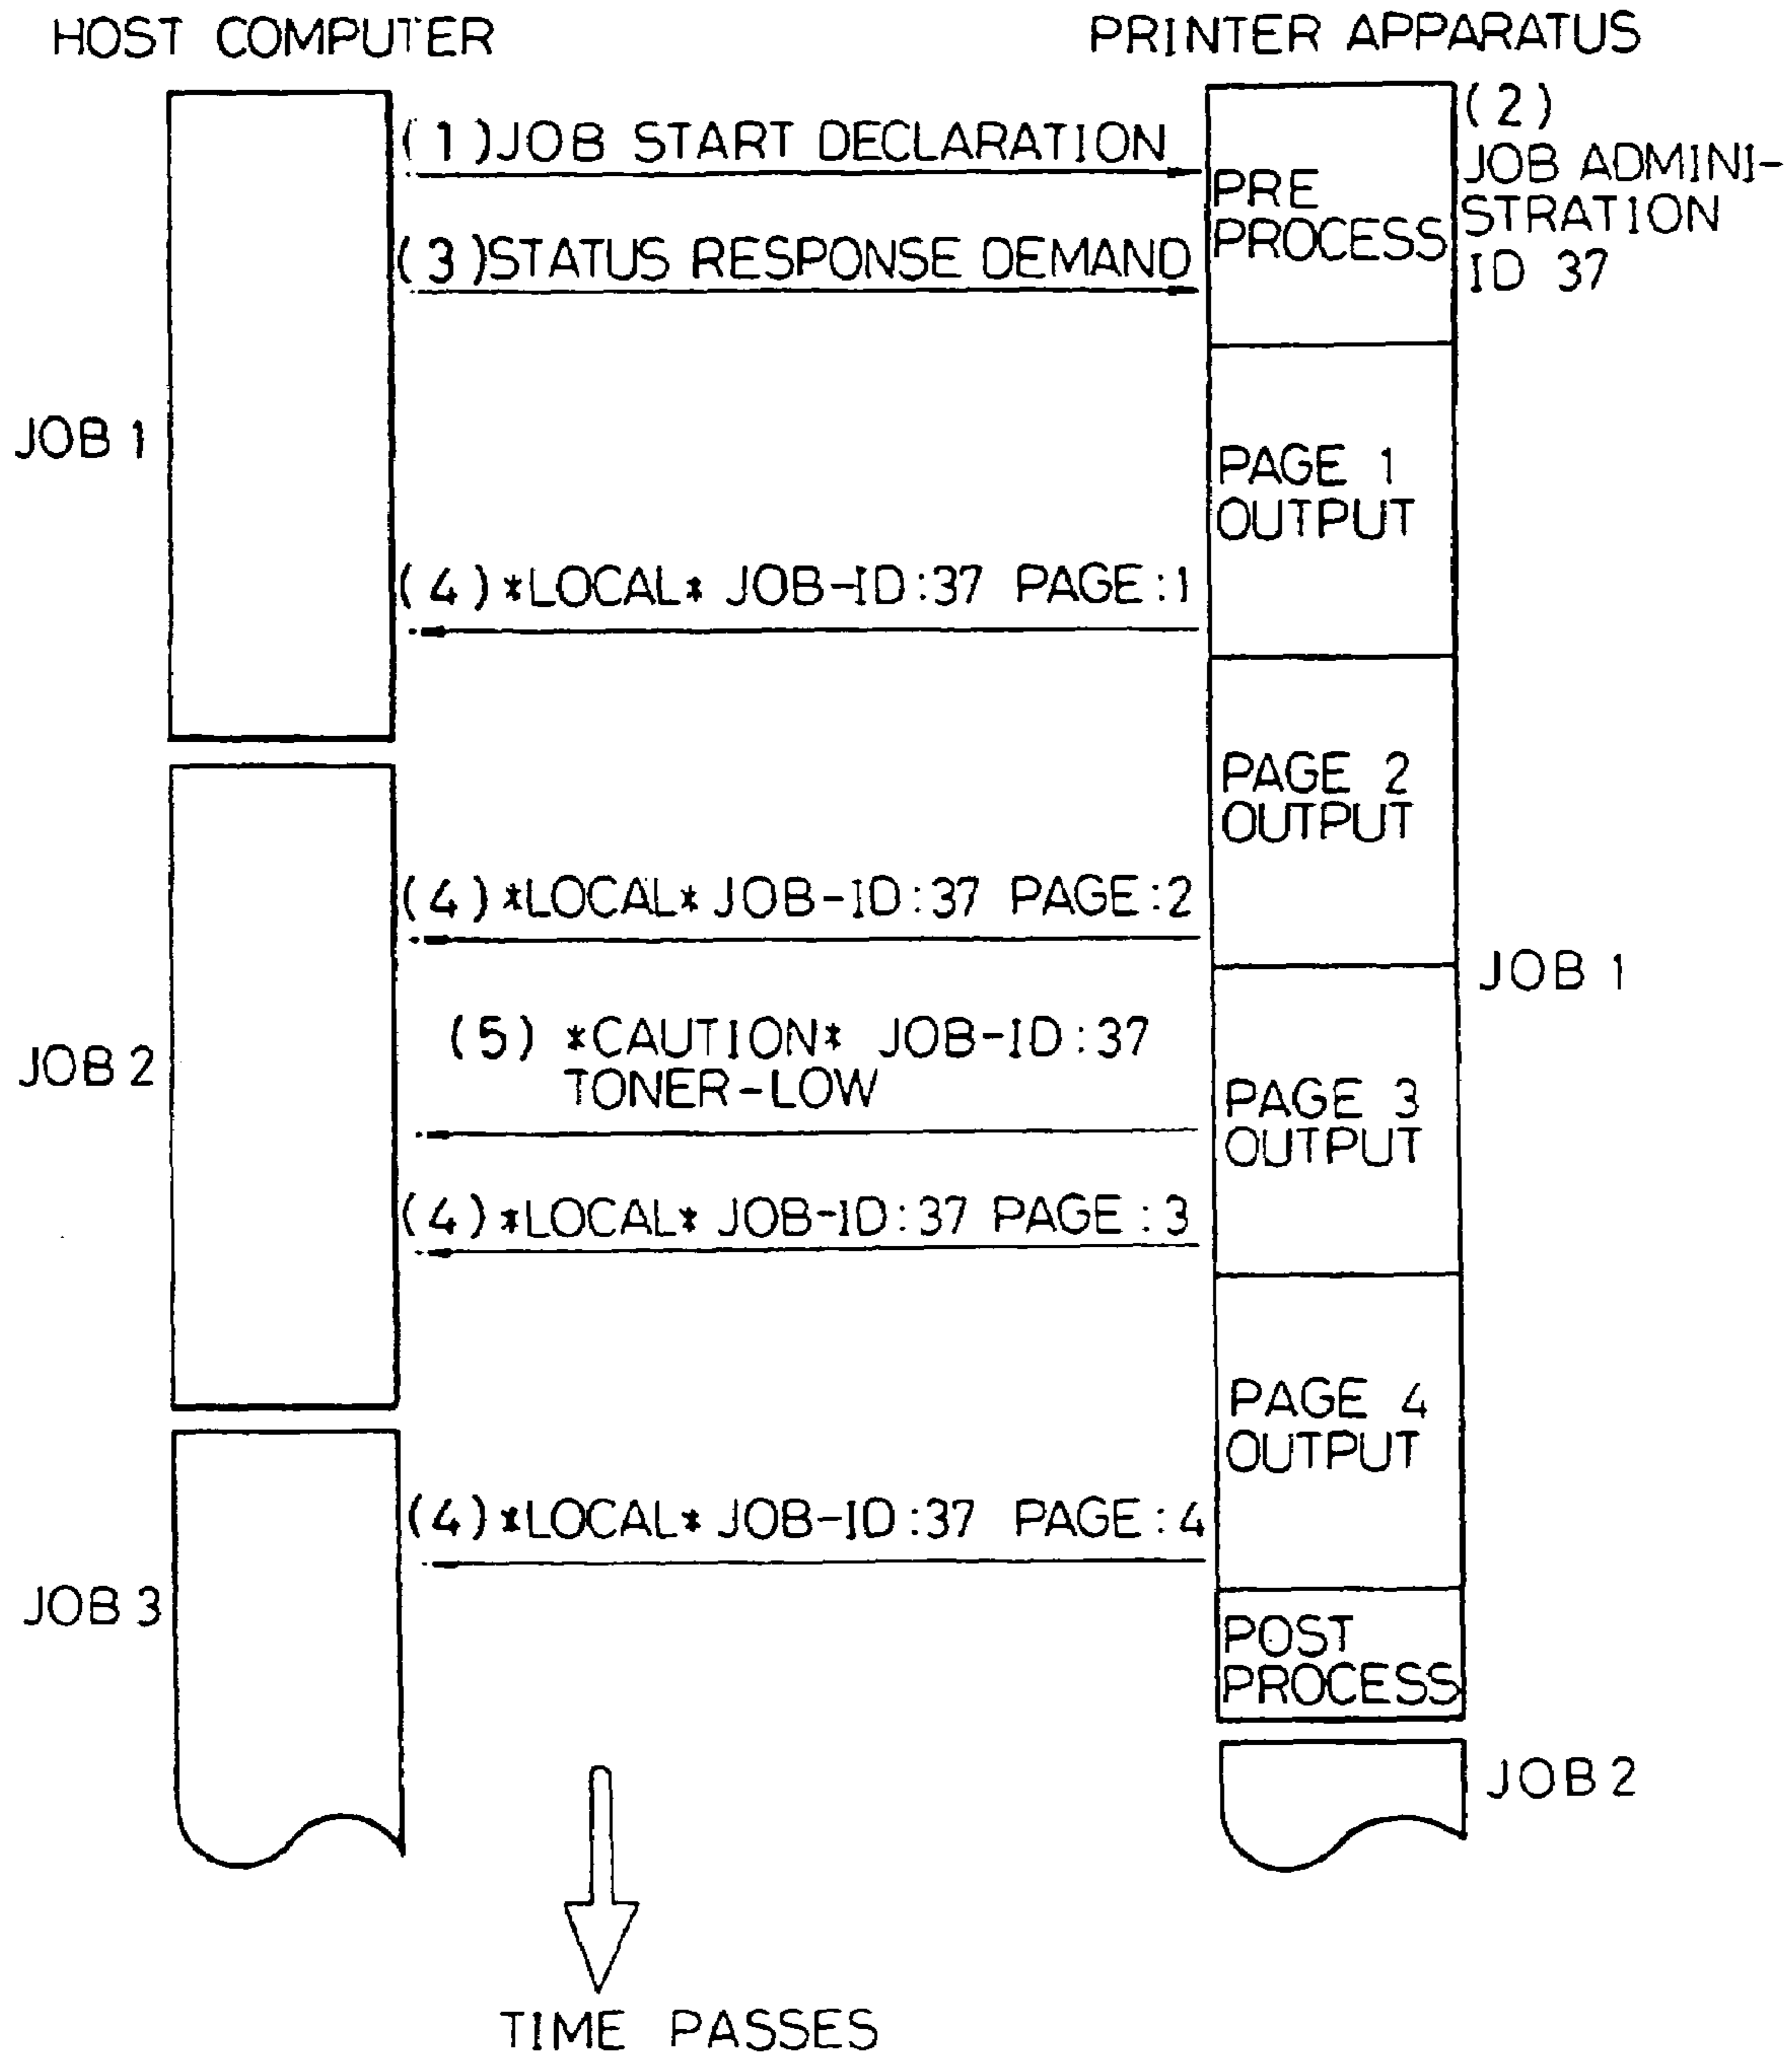 HOST COMPUTER
PRINTER APPARATUS
(1) JOB START DECLARATION
(2)
JOB ADMINI-
STRATION
ID 37
PRE
PROCESS
(3) STATUS RESPONSE DEMAND
JOB 1
PAGE 1
OUTPUT
(4) *LOCAL* JOB-ID:37 PAGE:1
PAGE 2
OUTPUT
(4) *LOCAL* JOB-ID:37 PAGE:2
JOB 1
JOB 2
(5) *CAUTION* JOB-ID:37
TONER-LOW
PAGE 3
OUTPUT
(4) *LOCAL* JOB-ID:37 PAGE:3
PAGE 4
OUTPUT
(4) *LOCAL* JOB-ID:37 PAGE:4
JOB 3
POST
PROCESS
JOB 2
TIME PASSES